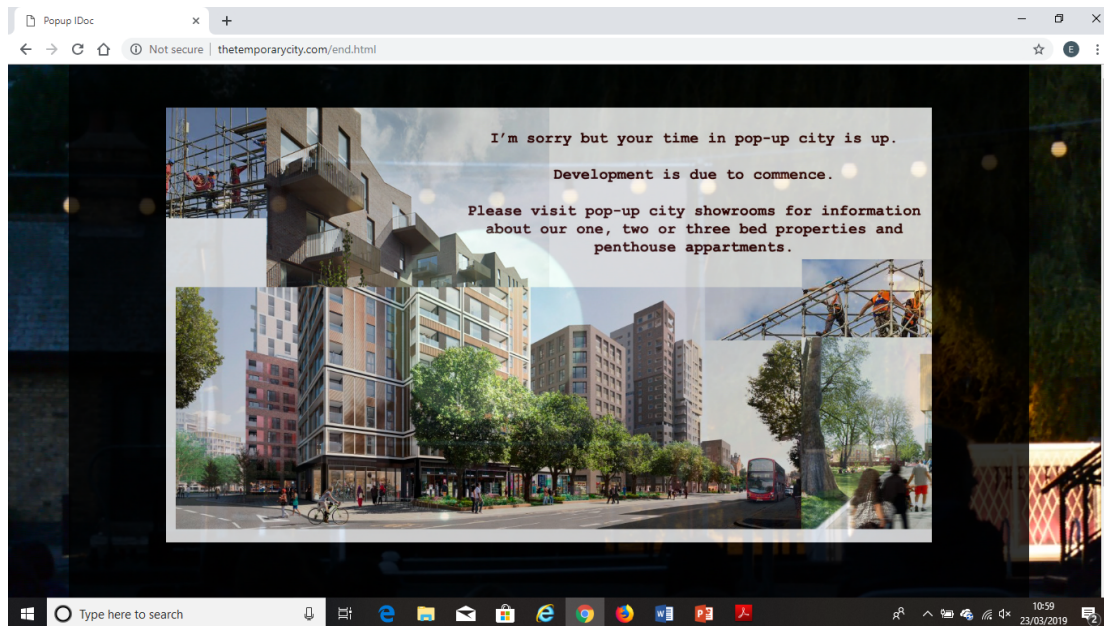 Popup IDoc
Not secure | thetemporarycity.com/end.html
E
I'm sorry but your time in pop-up city is up.
Development is due to commence.
Please visit pop-up city showrooms for information
about our one, two or three bed properties and
penthouse appartments.
Type here to search
10:59
23/03/2019
2